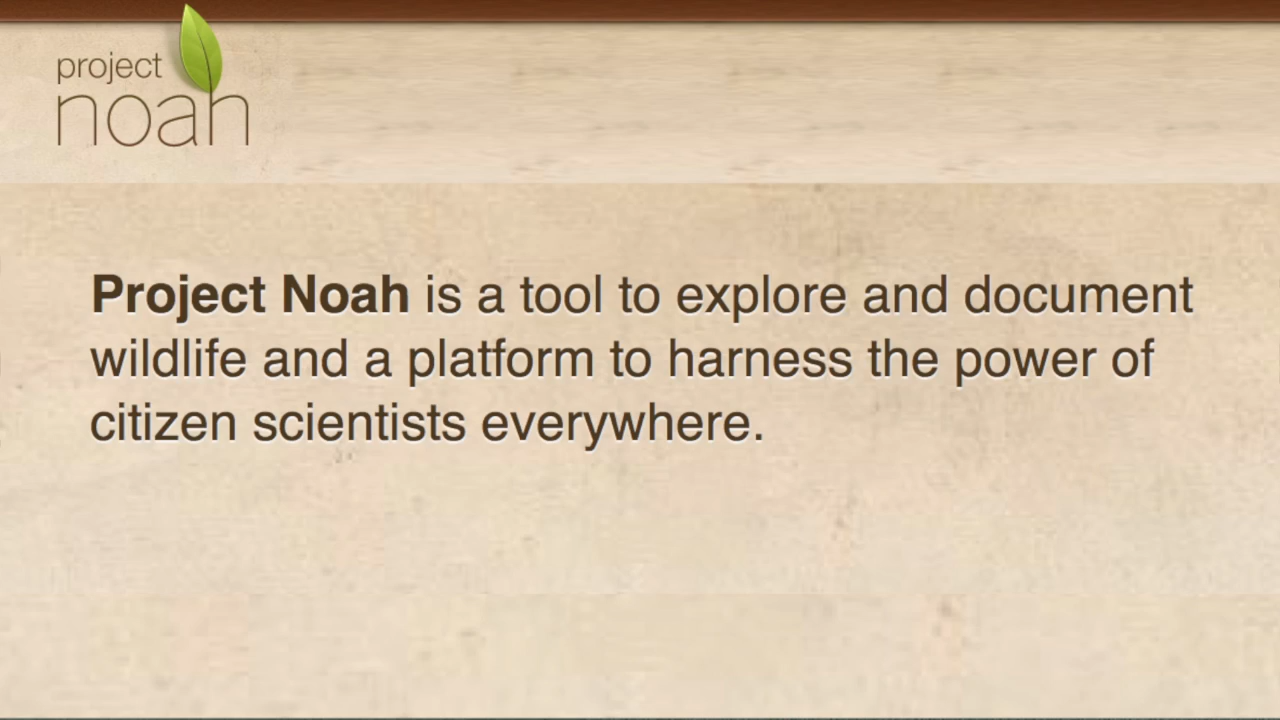 project
noah
Project Noah is a tool to explore and document
wildlife and a platform to harness the power of
citizen scientists everywhere.